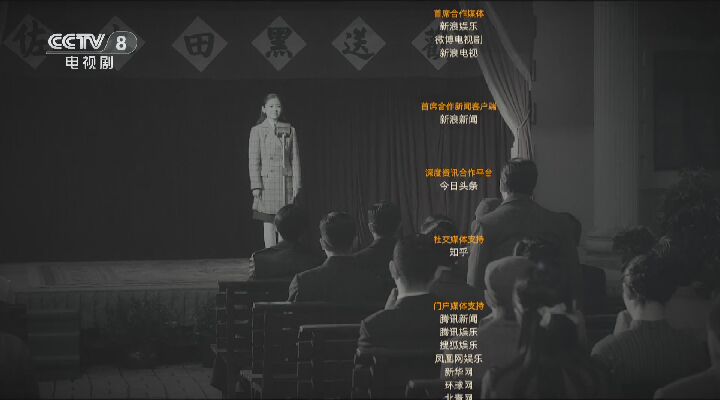 佐 田 黑 送
CCTV 8
电视剧
首席合作媒体
新浪娱乐
微博电视剧
新浪电视
首席合作新闻客户端
新浪新闻
深度资讯合作平台
今日头条
社交媒体支持
知乎
门户媒体支持
腾讯新闻
腾讯娱乐
搜狐娱乐
凤凰网娱乐
新华网
环球网
北青网